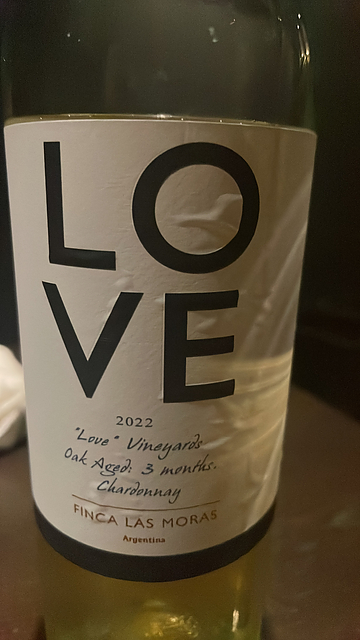 LO
VE
2022
"Love" Vineyards
Oak Aged: 3 months.
Chardonnay
FINCA LAS MORAS
Argentina